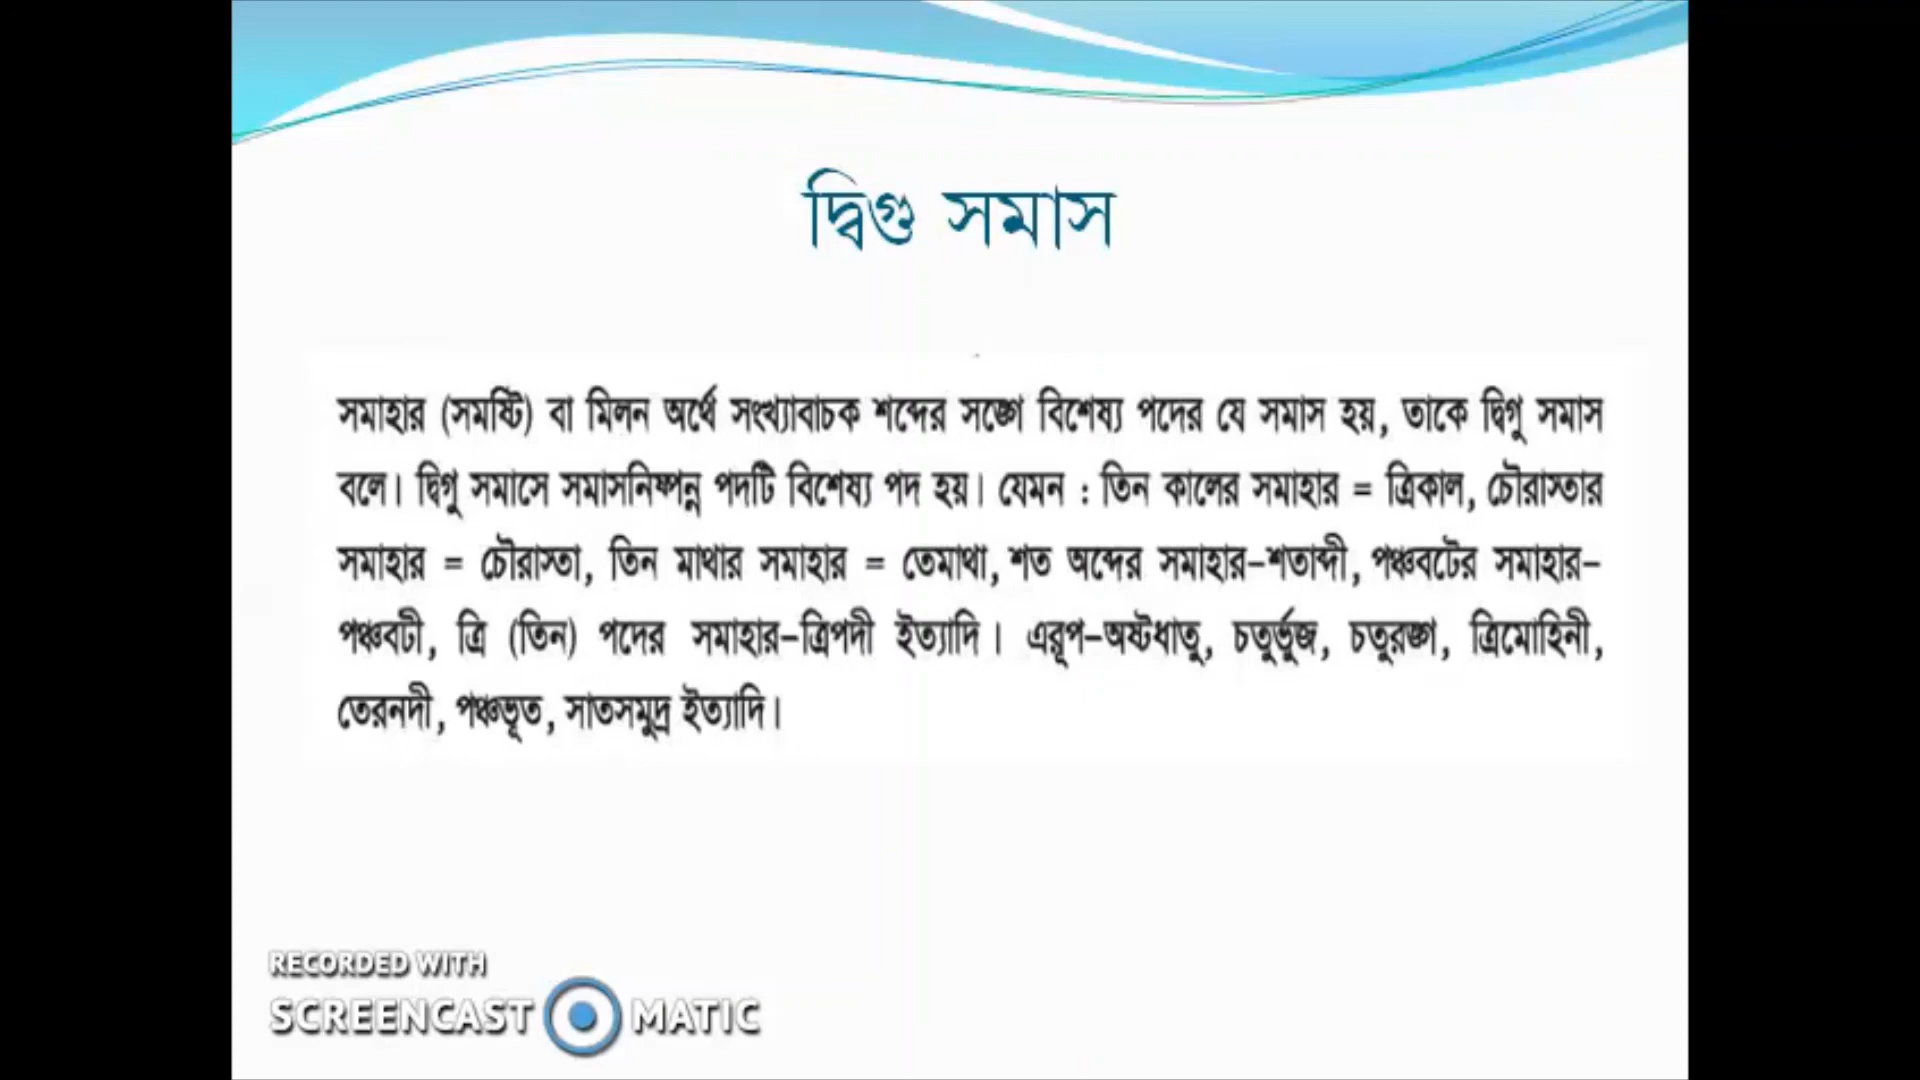 দ্বিগু সমাস
সমাহার (সমষ্টি) বা মিলন অর্থে সংখ্যাবাচক শব্দের সঙ্গে বিশেষ্য পদের যে সমাস হয়, তাকে দ্বিগু সমাস
বলে। দ্বিগু সমাসে সমাসনিষ্পন্ন পদটি বিশেষ্য পদ হয়। যেমন : তিন কালের সমাহার = ত্রিকাল, চৌরাস্তার
সমাহার = চৌরাস্তা, তিন মাথার সমাহার = তেমাথা, শত অব্দের সমাহার–শতাব্দী, পঞ্চবটের সমাহার–
পঞ্চবটী, ত্রি (তিন) পদের সমাহার–ত্রিপদী ইত্যাদি। এরূপ–অষ্টধাতু, চতুর্ভুজ, চতুরঙ্গ, ত্রিমোহিনী,
তেরনদী, পঞ্চভূত, সাতসমুদ্র ইত্যাদি।
RECORDED WITH
SCREENCAST MATIC